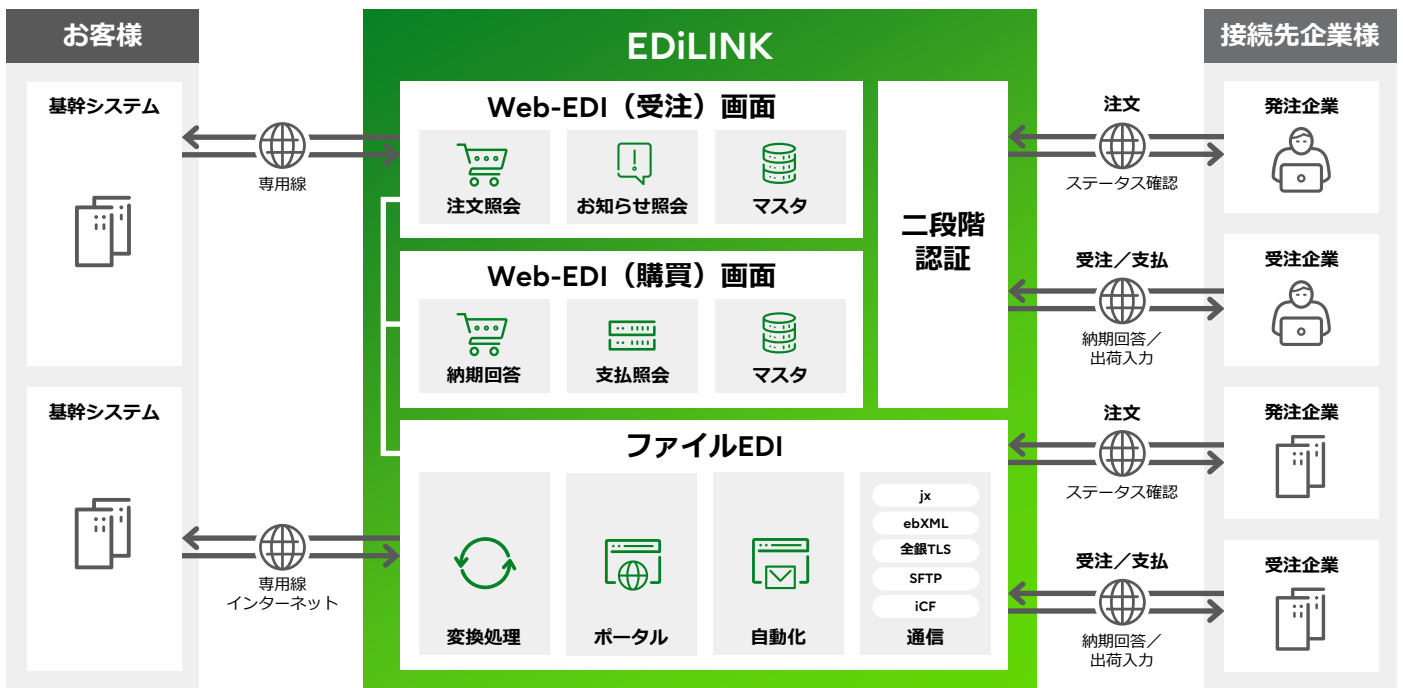 お客様
基幹システム
専用線
基幹システム
専用線
インターネット
EDiLINK
Web-EDI（受注）画面
注文照会
お知らせ照会
マスタ
Web-EDI（購買）画面
納期回答
支払照会
マスタ
二段階
認証
ファイルEDI
変換処理
ポータル
自動化
jx
ebXML
全銀TLS
SFTP
iCF
通信
接続先企業様
注文
ステータス確認
発注企業
受注／支払
納期回答／
出荷入力
受注企業
注文
ステータス確認
発注企業
受注／支払
納期回答／
出荷入力
受注企業